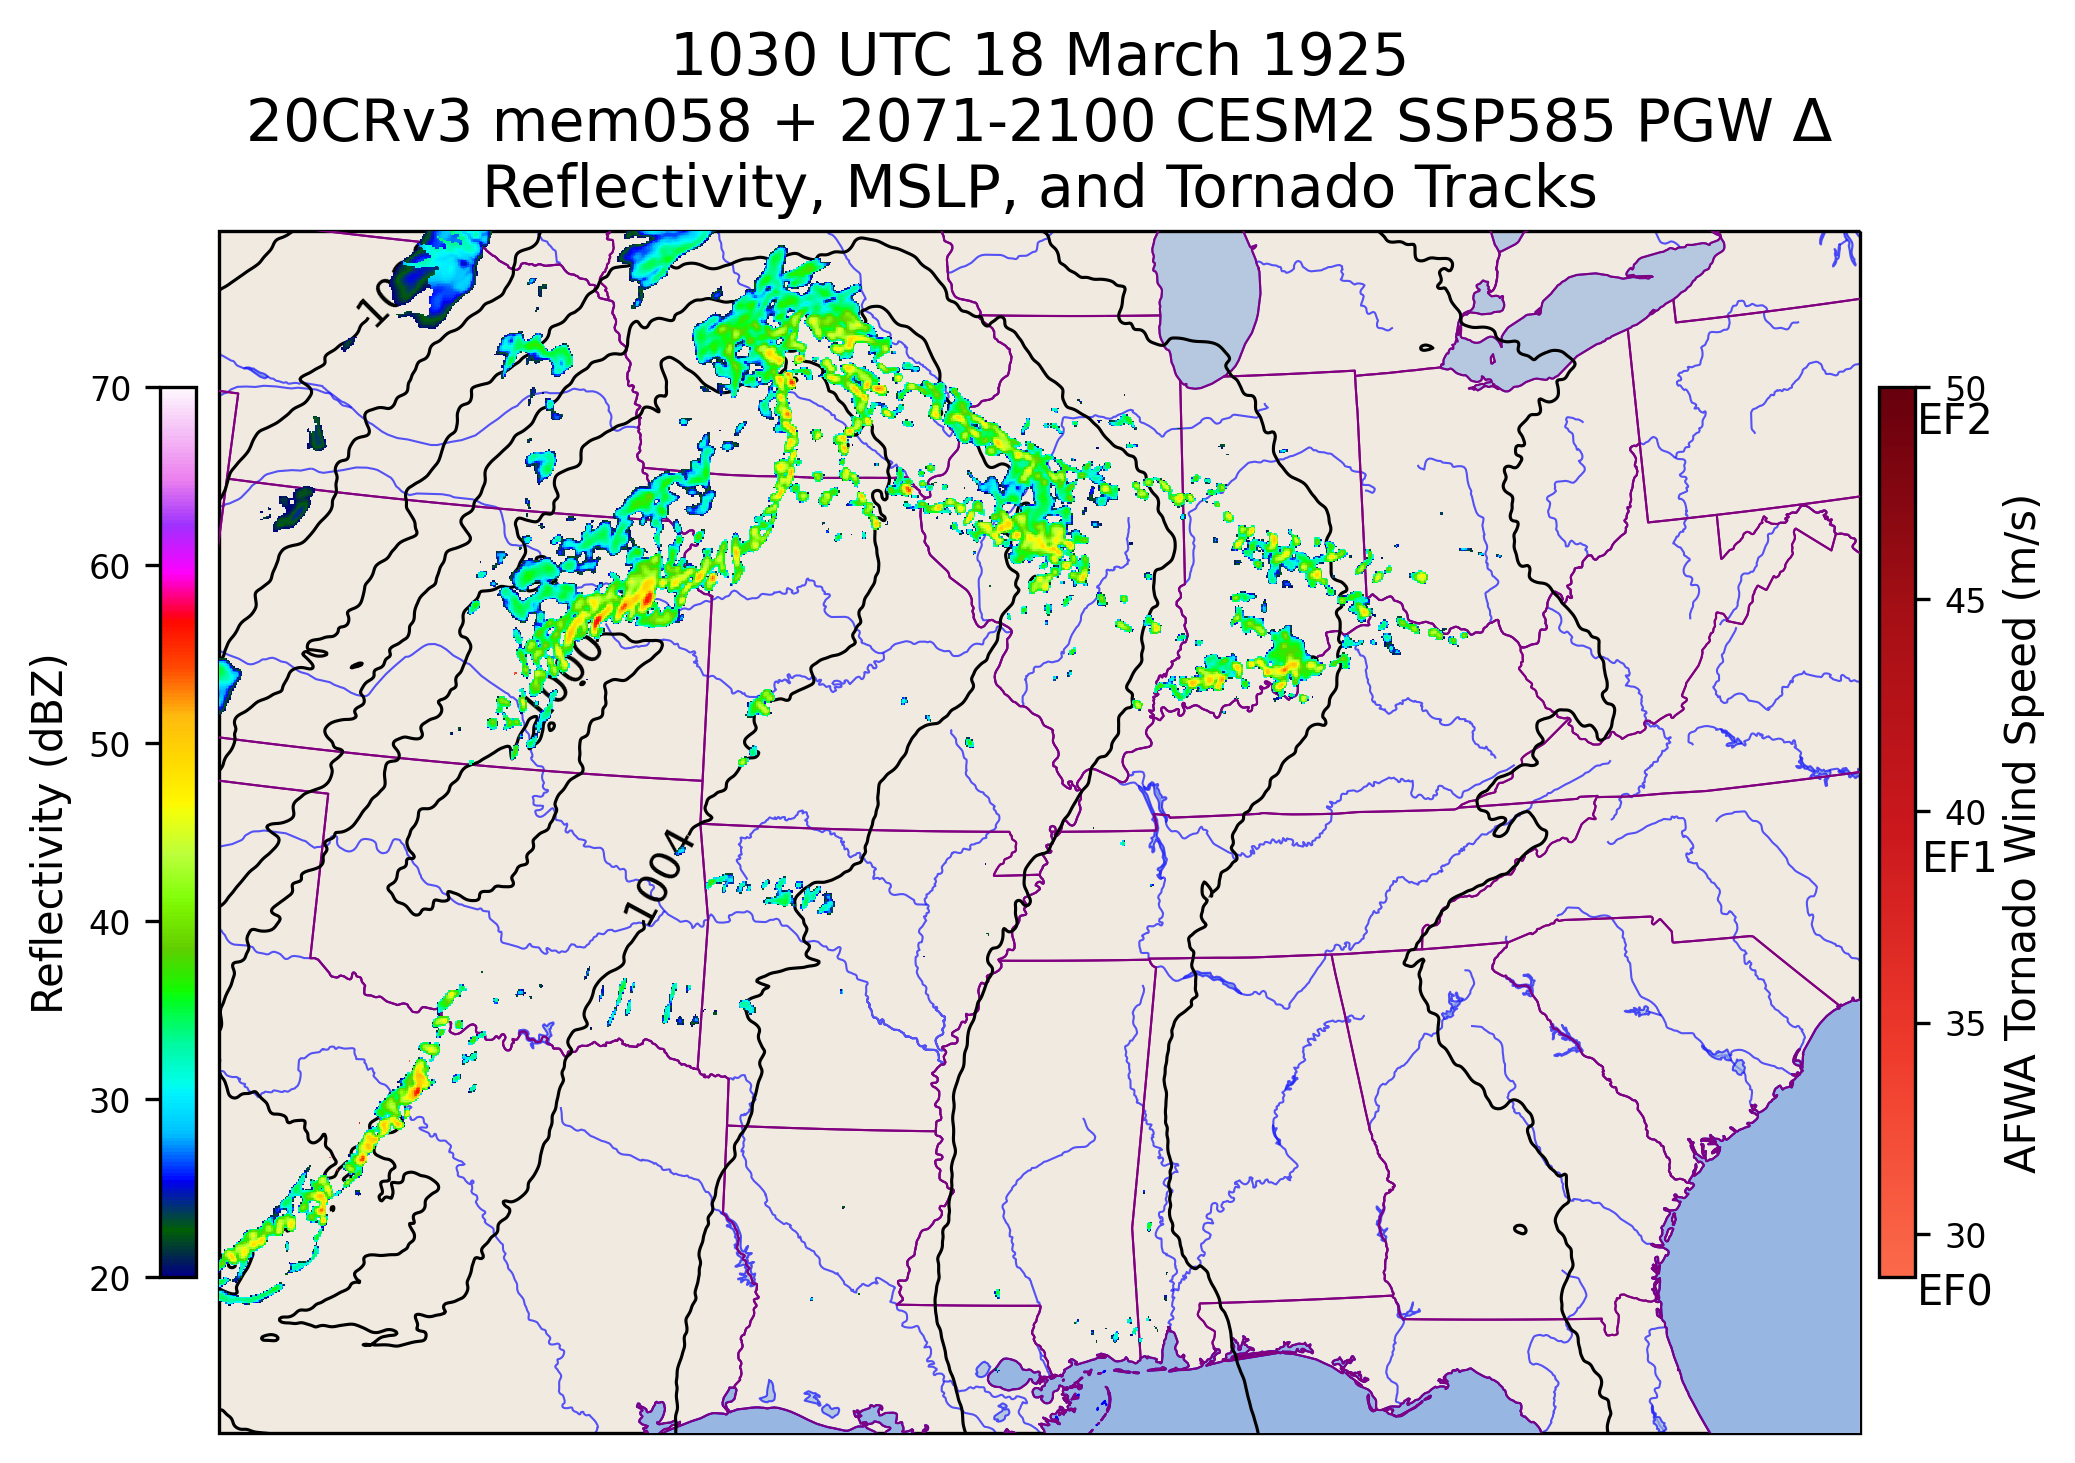 1030 UTC 18 March 1925
20CRv3 mem058 + 2071-2100 CESM2 SSP585 PGW Δ
Reflectivity, MSLP, and Tornado Tracks
70
60
50
40
30
20
Reflectivity (dBZ)
10
1000
1004
50
EF2
45
40
EF1
35
30
EF0
AFWA Tornado Wind Speed (m/s)